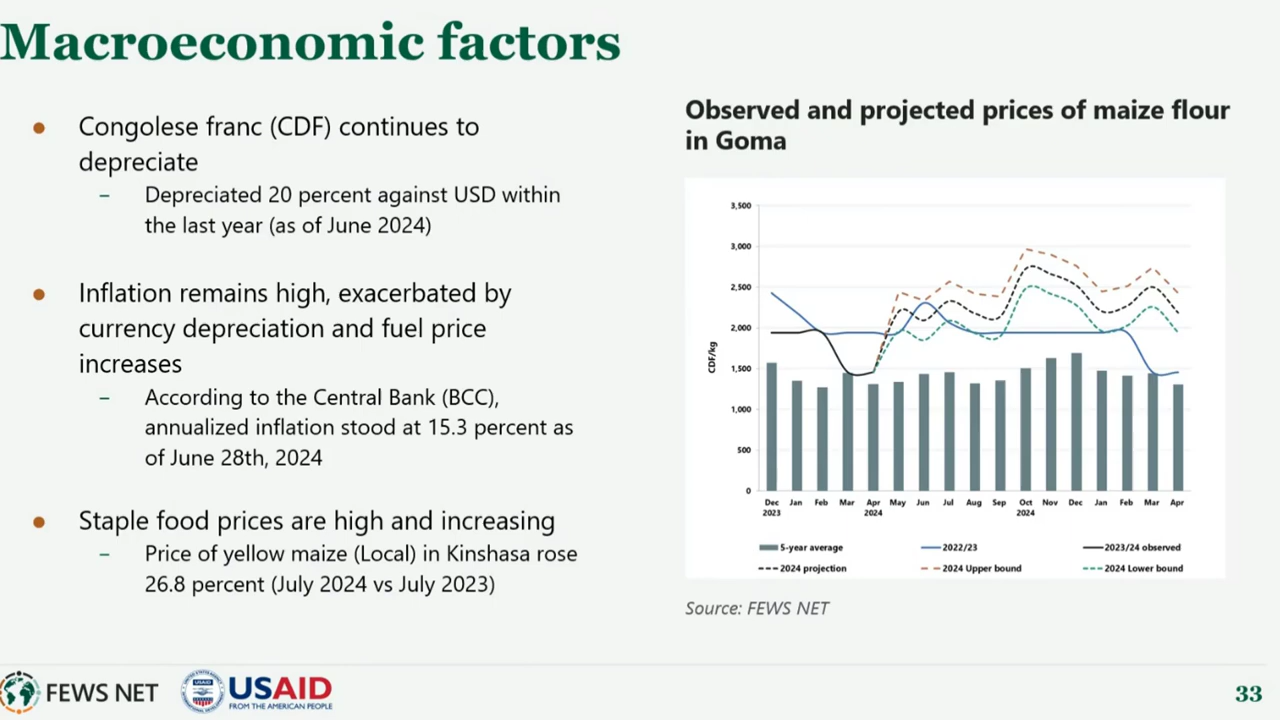 Macroeconomic factors
● Congolese franc (CDF) continues to
depreciate
– Depreciated 20 percent against USD within
the last year (as of June 2024)
● Inflation remains high, exacerbated by
currency depreciation and fuel price
increases
– According to the Central Bank (BCC),
annualized inflation stood at 15.3 percent as
of June 28th, 2024
● Staple food prices are high and increasing
– Price of yellow maize (Local) in Kinshasa rose
26.8 percent (July 2024 vs July 2023)
Observed and projected prices of maize flour
in Goma
3,500
3,000
2,500
2,000
1,500
1,000
500
0
CDF/kg
Dec Jan Feb Mar Apr May Jun Jul Aug Sep Oct Nov Dec Jan Feb Mar Apr
2023 2024 2024
5-year average 2022/23 2023/24 observed
2024 projection 2024 Upper bound 2024 Lower bound
Source: FEWS NET
FEWS NET
USAID
FROM THE AMERICAN PEOPLE
33